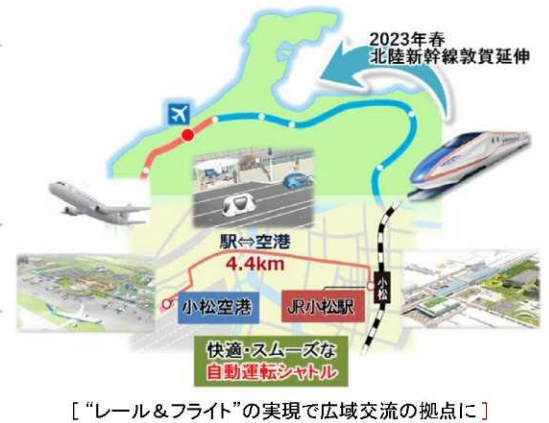 2023年春
北陸新幹線敦賀延伸
駅⇔空港
4.4km
小松空港
JR小松駅
小松
快適・スムーズな
自動運転シャトル
[ “レール＆フライト”の実現で広域交流の拠点に ]